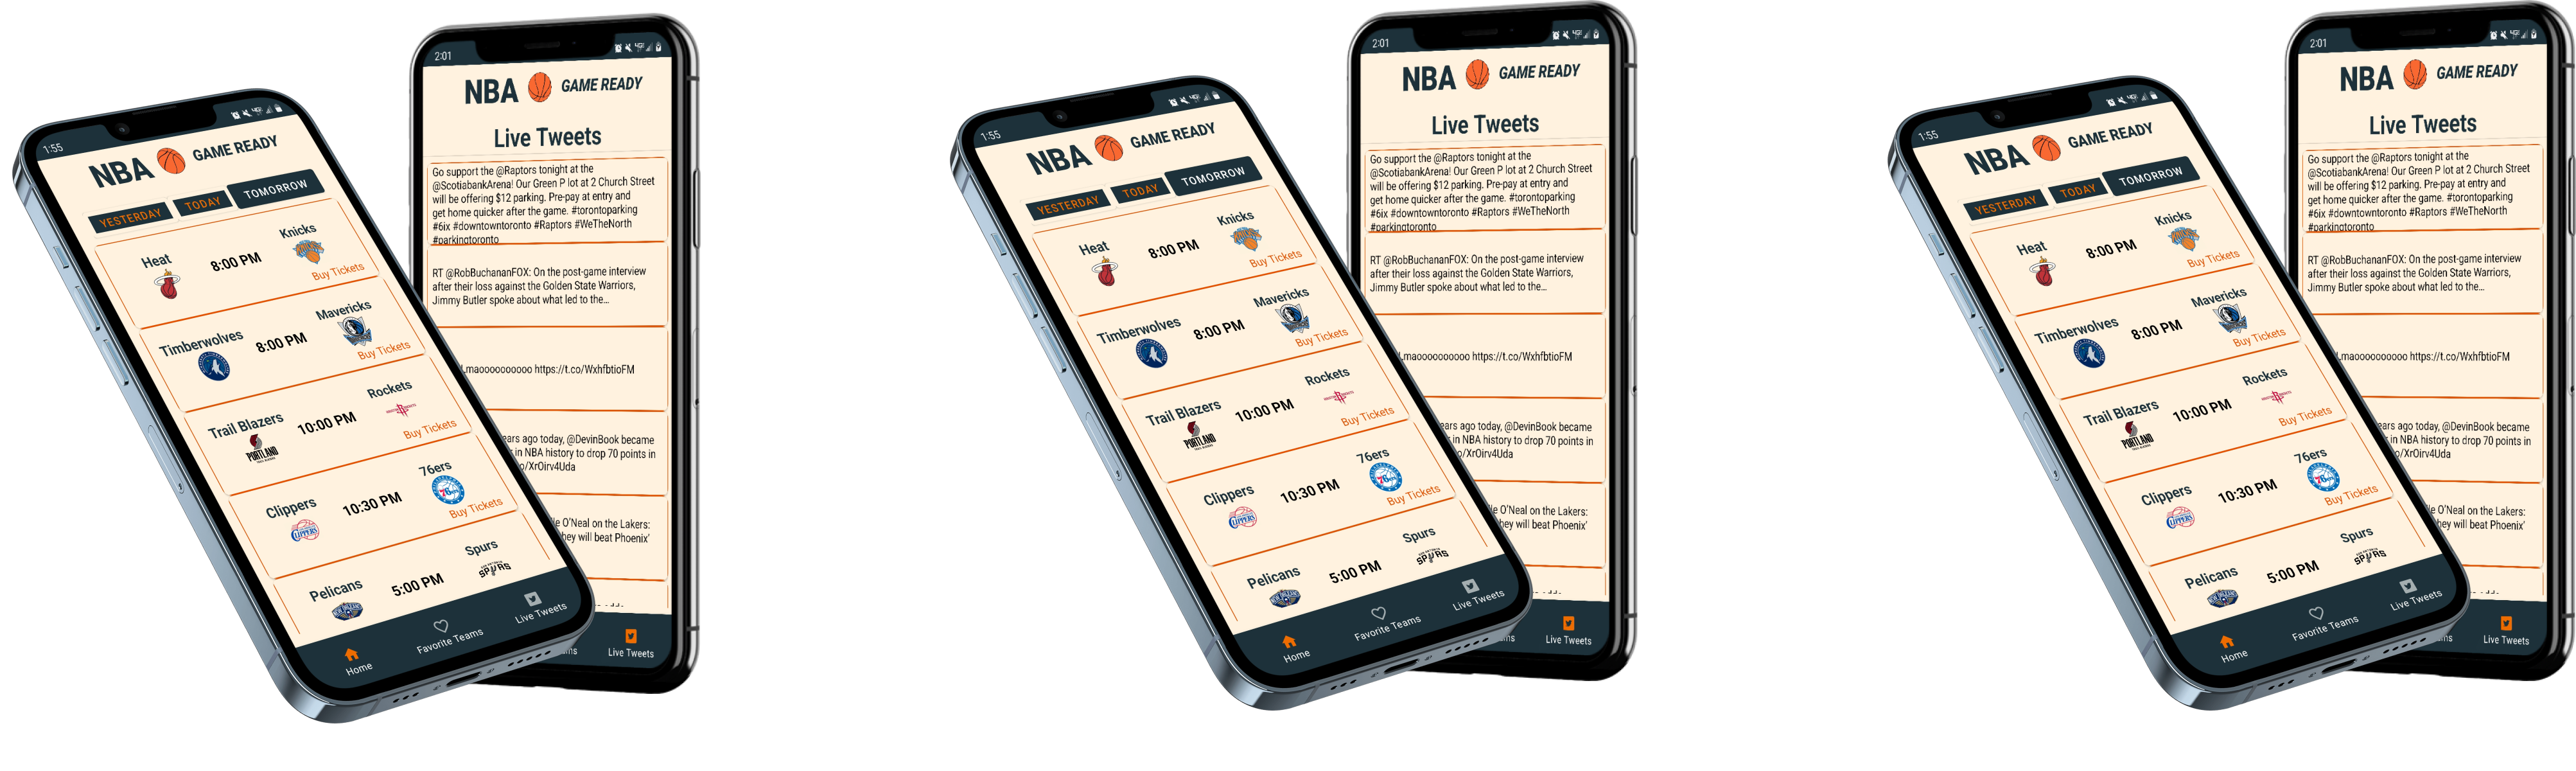 1:55
NBA GAME READY
YESTERDAY TODAY TOMORROW
Heat 8:00 PM Knicks
Buy Tickets
Timberwolves 8:00 PM Mavericks
Buy Tickets
Trail Blazers 10:00 PM Rockets
PORTLAND
Buy Tickets
Clippers 10:30 PM 76ers
CLIPPERS
Buy Tickets
Pelicans 5:00 PM Spurs
SPURS
Home Favorite Teams Live Tweets
2:01
NBA GAME READY
Live Tweets
Go support the @Raptors tonight at the
@ScotiabankArena! Our Green P lot at 2 Church Street
will be offering $12 parking. Pre-pay at entry and
get home quicker after the game. #torontoparking
#6ix #downtowntoronto #Raptors #WeTheNorth
#parkingtoronto
RT @RobBuchananFOX: On the post-game interview
after their loss against the Golden State Warriors,
Jimmy Butler spoke about what led to the...
Lmaoooooooooo https://t.co/WxhfbtioFM
ears ago today, @DevinBook became
in NBA history to drop 70 points in
o/XrOirv4Uda
le O'Neal on the Lakers:
hey will beat Phoenix'
Live Tweets
1:55
NBA GAME READY
YESTERDAY TODAY TOMORROW
Heat 8:00 PM Knicks
Buy Tickets
Timberwolves 8:00 PM Mavericks
Buy Tickets
Trail Blazers 10:00 PM Rockets
PORTLAND
Buy Tickets
Clippers 10:30 PM 76ers
CLIPPERS
Buy Tickets
Pelicans 5:00 PM Spurs
SPURS
Home Favorite Teams Live Tweets
2:01
NBA GAME READY
Live Tweets
Go support the @Raptors tonight at the
@ScotiabankArena! Our Green P lot at 2 Church Street
will be offering $12 parking. Pre-pay at entry and
get home quicker after the game. #torontoparking
#6ix #downtowntoronto #Raptors #WeTheNorth
#parkingtoronto
RT @RobBuchananFOX: On the post-game interview
after their loss against the Golden State Warriors,
Jimmy Butler spoke about what led to the...
Lmaoooooooooo https://t.co/WxhfbtioFM
ears ago today, @DevinBook became
in NBA history to drop 70 points in
o/XrOirv4Uda
le O'Neal on the Lakers:
hey will beat Phoenix'
Live Tweets
1:55
NBA GAME READY
YESTERDAY TODAY TOMORROW
Heat 8:00 PM Knicks
Buy Tickets
Timberwolves 8:00 PM Mavericks
Buy Tickets
Trail Blazers 10:00 PM Rockets
PORTLAND
Buy Tickets
Clippers 10:30 PM 76ers
CLIPPERS
Buy Tickets
Pelicans 5:00 PM Spurs
SPURS
Home Favorite Teams Live Tweets
2:01
NBA GAME READY
Live Tweets
Go support the @Raptors tonight at the
@ScotiabankArena! Our Green P lot at 2 Church Street
will be offering $12 parking. Pre-pay at entry and
get home quicker after the game. #torontoparking
#6ix #downtowntoronto #Raptors #WeTheNorth
#parkingtoronto
RT @RobBuchananFOX: On the post-game interview
after their loss against the Golden State Warriors,
Jimmy Butler spoke about what led to the...
Lmaoooooooooo https://t.co/WxhfbtioFM
ears ago today, @DevinBook became
in NBA history to drop 70 points in
o/XrOirv4Uda
le O'Neal on the Lakers:
hey will beat Phoenix'
Live Tweets